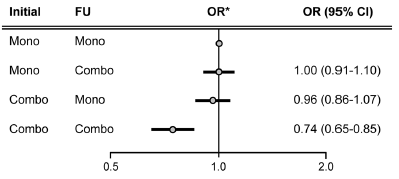 Initial FU OR* OR (95% CI)
Mono Mono
Mono Combo 1.00 (0.91-1.10)
Combo Mono 0.96 (0.86-1.07)
Combo Combo 0.74 (0.65-0.85)
0.5 1.0 2.0